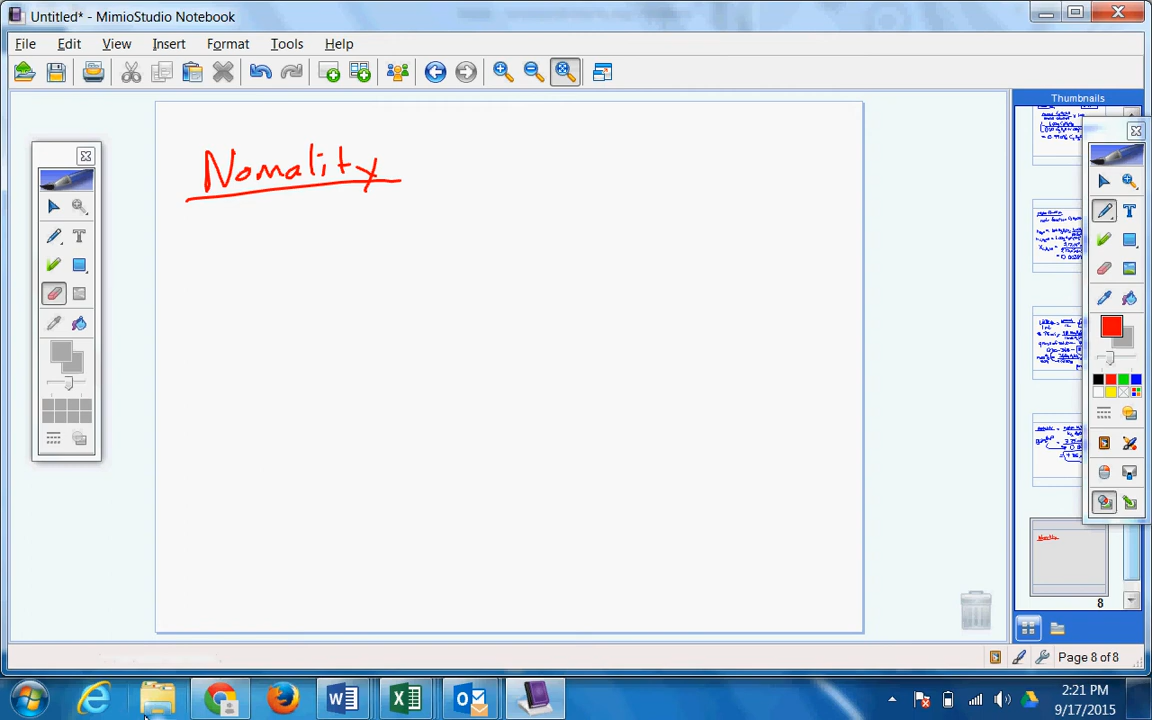 Untitled* - MimioStudio Notebook
File Edit View Insert Format Tools Help
Thumbnails
Nomality
8
Page 8 of 8
2:21 PM
9/17/2015